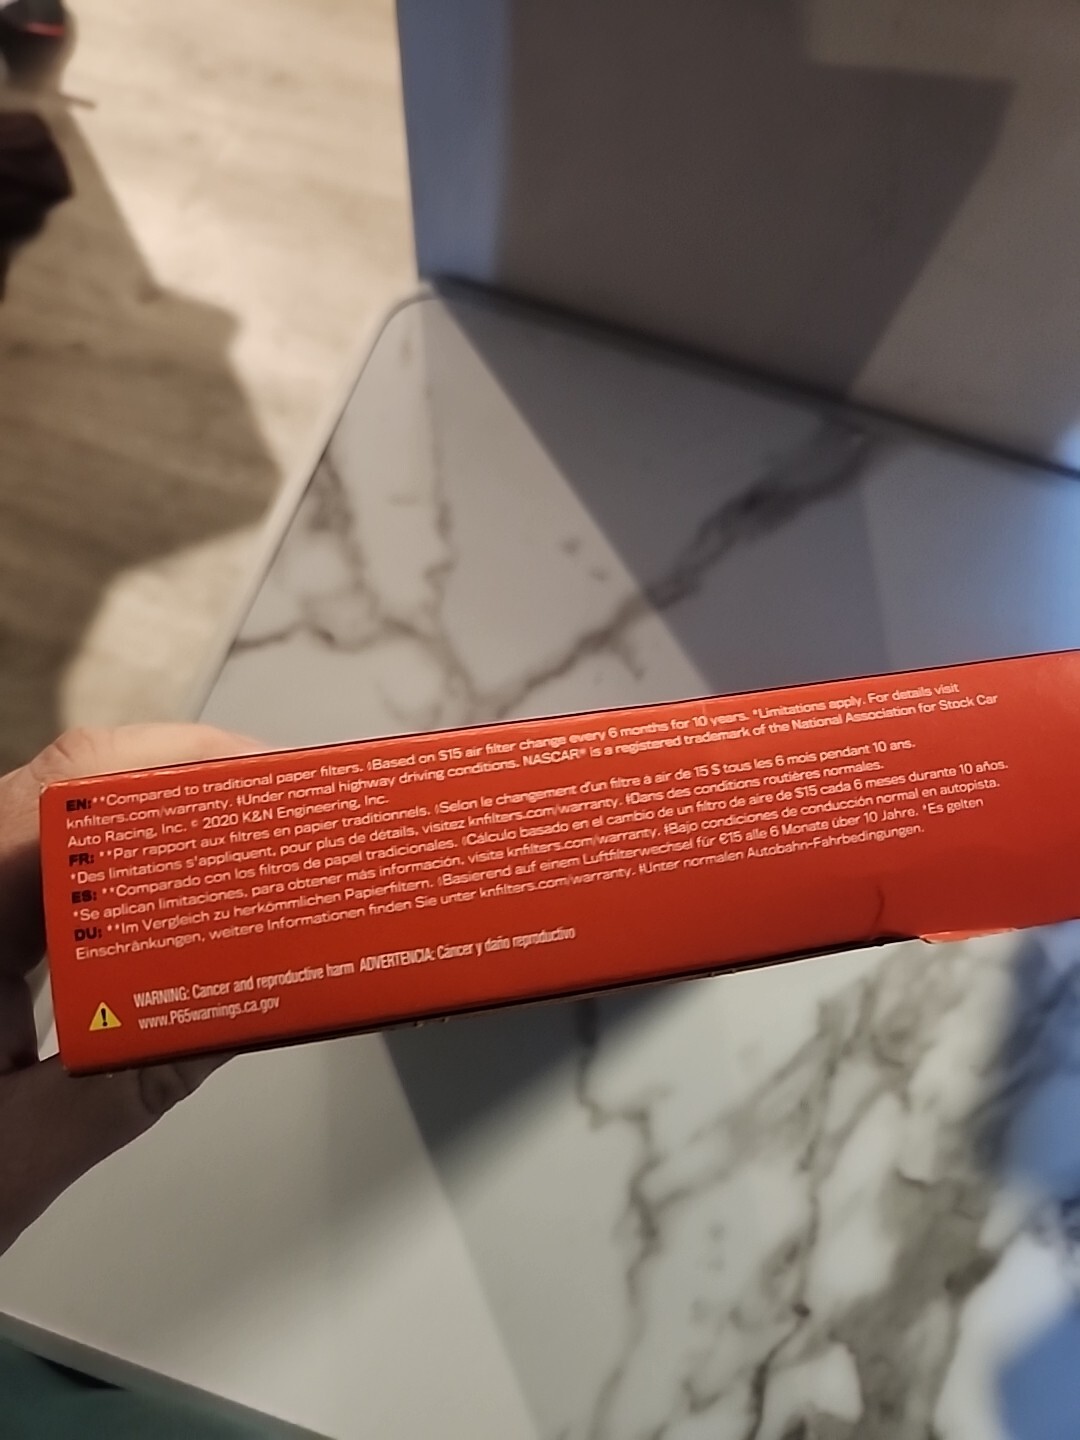 EN: **Compared to traditional paper filters. ◊Based on $15 air filter change every 6 months for 10 years. *Limitations apply. For details visit
knfilters.com/warranty. ‡Under normal highway driving conditions. NASCAR® is a registered trademark of the National Association for Stock Car
Auto Racing, Inc. © 2020 K&N Engineering, Inc.
FR: **Par rapport aux filtres en papier traditionnels. ◊Selon le changement d'un filtre à air de 15 $ tous les 6 mois pendant 10 ans.
*Des limitations s'appliquent, pour plus de détails, visitez knfilters.com/warranty. ‡Dans des conditions routières normales.
ES: **Comparado con los filtros de papel tradicionales. ◊Cálculo basado en el cambio de un filtro de aire de $15 cada 6 meses durante 10 años.
*Se aplican limitaciones, para obtener más información, visite knfilters.com/warranty. ‡Bajo condiciones de conducción normal en autopista.
DU: **Im Vergleich zu herkömmlichen Papierfiltern. ◊Basierend auf einem Luftfilterwechsel für €15 alle 6 Monate über 10 Jahre. *Es gelten
Einschränkungen, weitere Informationen finden Sie unter knfilters.com/warranty. ‡Unter normalen Autobahn-Fahrbedingungen.
WARNING: Cancer and reproductive harm ADVERTENCIA: Cáncer y daño reproductivo
www.P65warnings.ca.gov